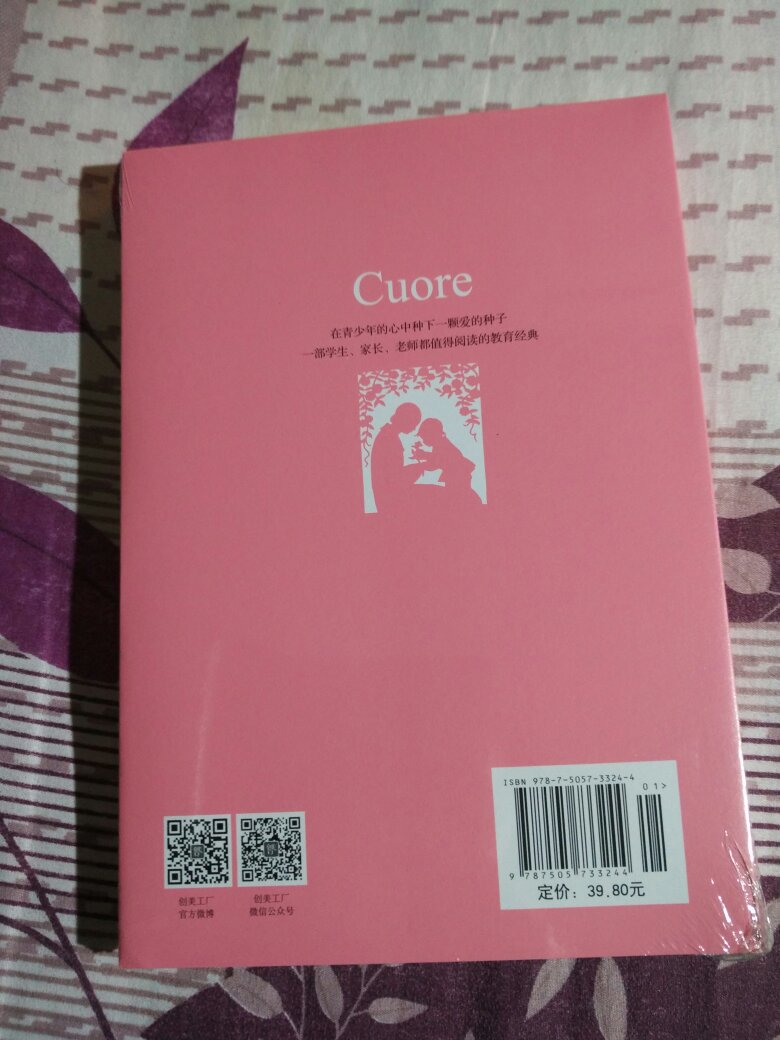 Cuore
在青少年的心中种下一颗爱的种子
一部学生、家长、老师都值得阅读的教育经典
创美工厂
官方微博
创美工厂
微信公众号
ISBN 978-7-5057-3324-4
01>
9 787505 733244
定价：39.80元